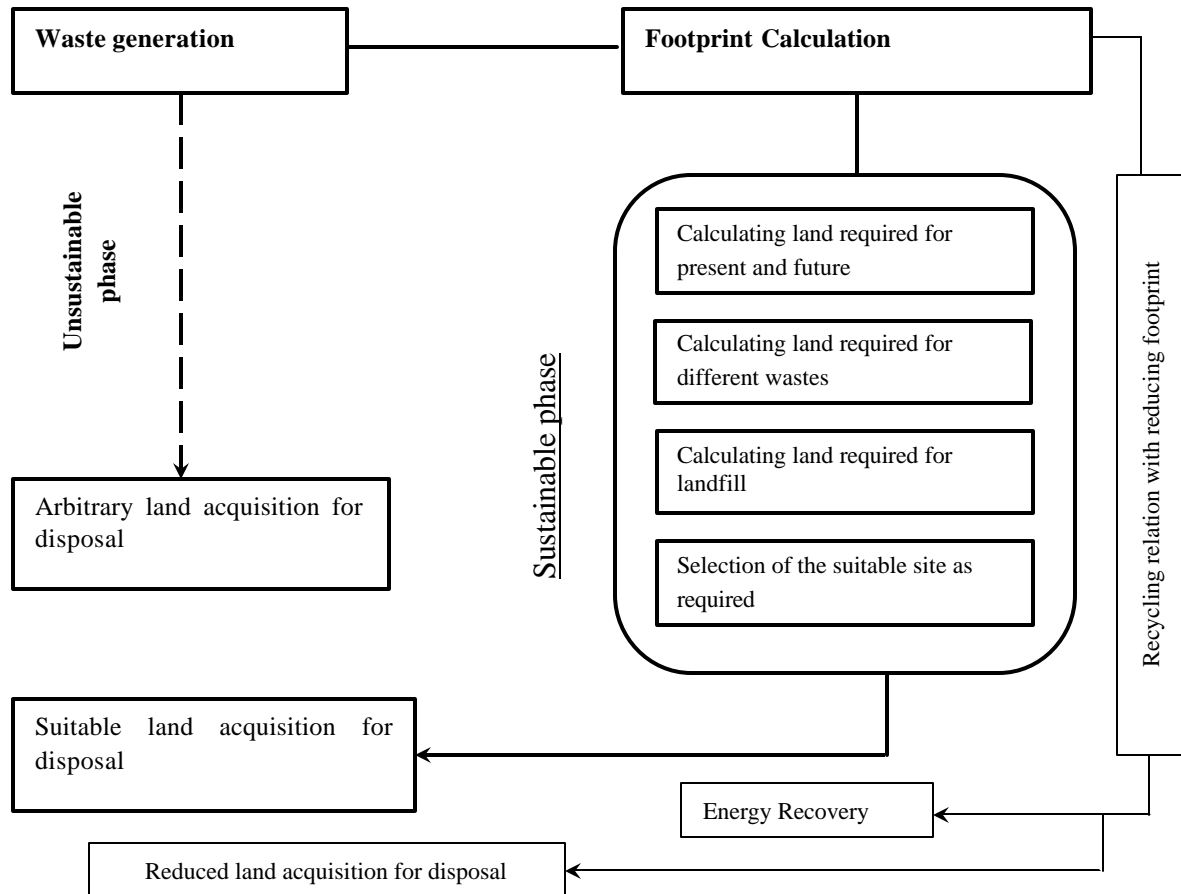 Waste generation
Footprint Calculation
Unsustainable
phase
Calculating land required for
present and future
Calculating land required for
different wastes
Calculating land required for
landfill
Selection of the suitable site as
required
Sustainable phase
Recycling relation with reducing footprint
Arbitrary land acquisition for
disposal
Suitable land acquisition for
disposal
Energy Recovery
Reduced land acquisition for disposal